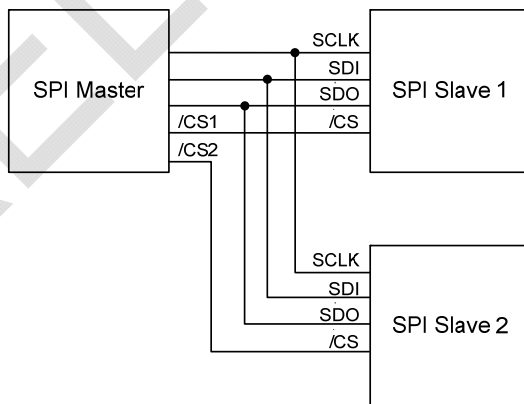 SPI Master
/CS1
/CS2
SCLK
SDI
SDO
/CS
SPI Slave 1
SCLK
SDI
SDO
/CS
SPI Slave 2